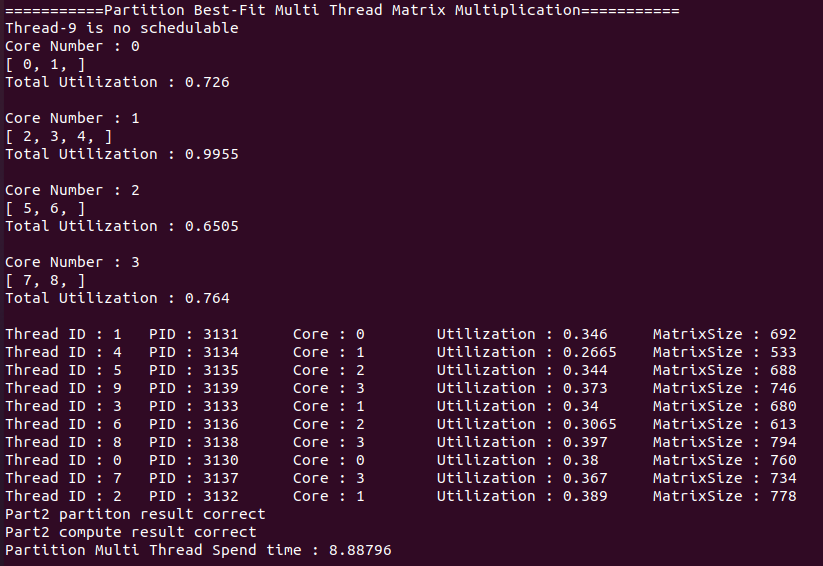 ===========Partition Best-Fit Multi Thread Matrix Multiplication===========
Thread-9 is no schedulable
Core Number : 0
[ 0, 1, ]
Total Utilization : 0.726
Core Number : 1
[ 2, 3, 4, ]
Total Utilization : 0.9955
Core Number : 2
[ 5, 6, ]
Total Utilization : 0.6505
Core Number : 3
[ 7, 8, ]
Total Utilization : 0.764
Thread ID : 1   PID : 3131      Core : 0        Utilization : 0.346     MatrixSize : 692
Thread ID : 4   PID : 3134      Core : 1        Utilization : 0.2665    MatrixSize : 533
Thread ID : 5   PID : 3135      Core : 2        Utilization : 0.344     MatrixSize : 688
Thread ID : 9   PID : 3139      Core : 3        Utilization : 0.373     MatrixSize : 746
Thread ID : 3   PID : 3133      Core : 1        Utilization : 0.34      MatrixSize : 680
Thread ID : 6   PID : 3136      Core : 2        Utilization : 0.3065    MatrixSize : 613
Thread ID : 8   PID : 3138      Core : 3        Utilization : 0.397     MatrixSize : 794
Thread ID : 0   PID : 3130      Core : 0        Utilization : 0.38      MatrixSize : 760
Thread ID : 7   PID : 3137      Core : 3        Utilization : 0.367     MatrixSize : 734
Thread ID : 2   PID : 3132      Core : 1        Utilization : 0.389     MatrixSize : 778
Part2 partiton result correct
Part2 compute result correct
Partition Multi Thread Spend time : 8.88796